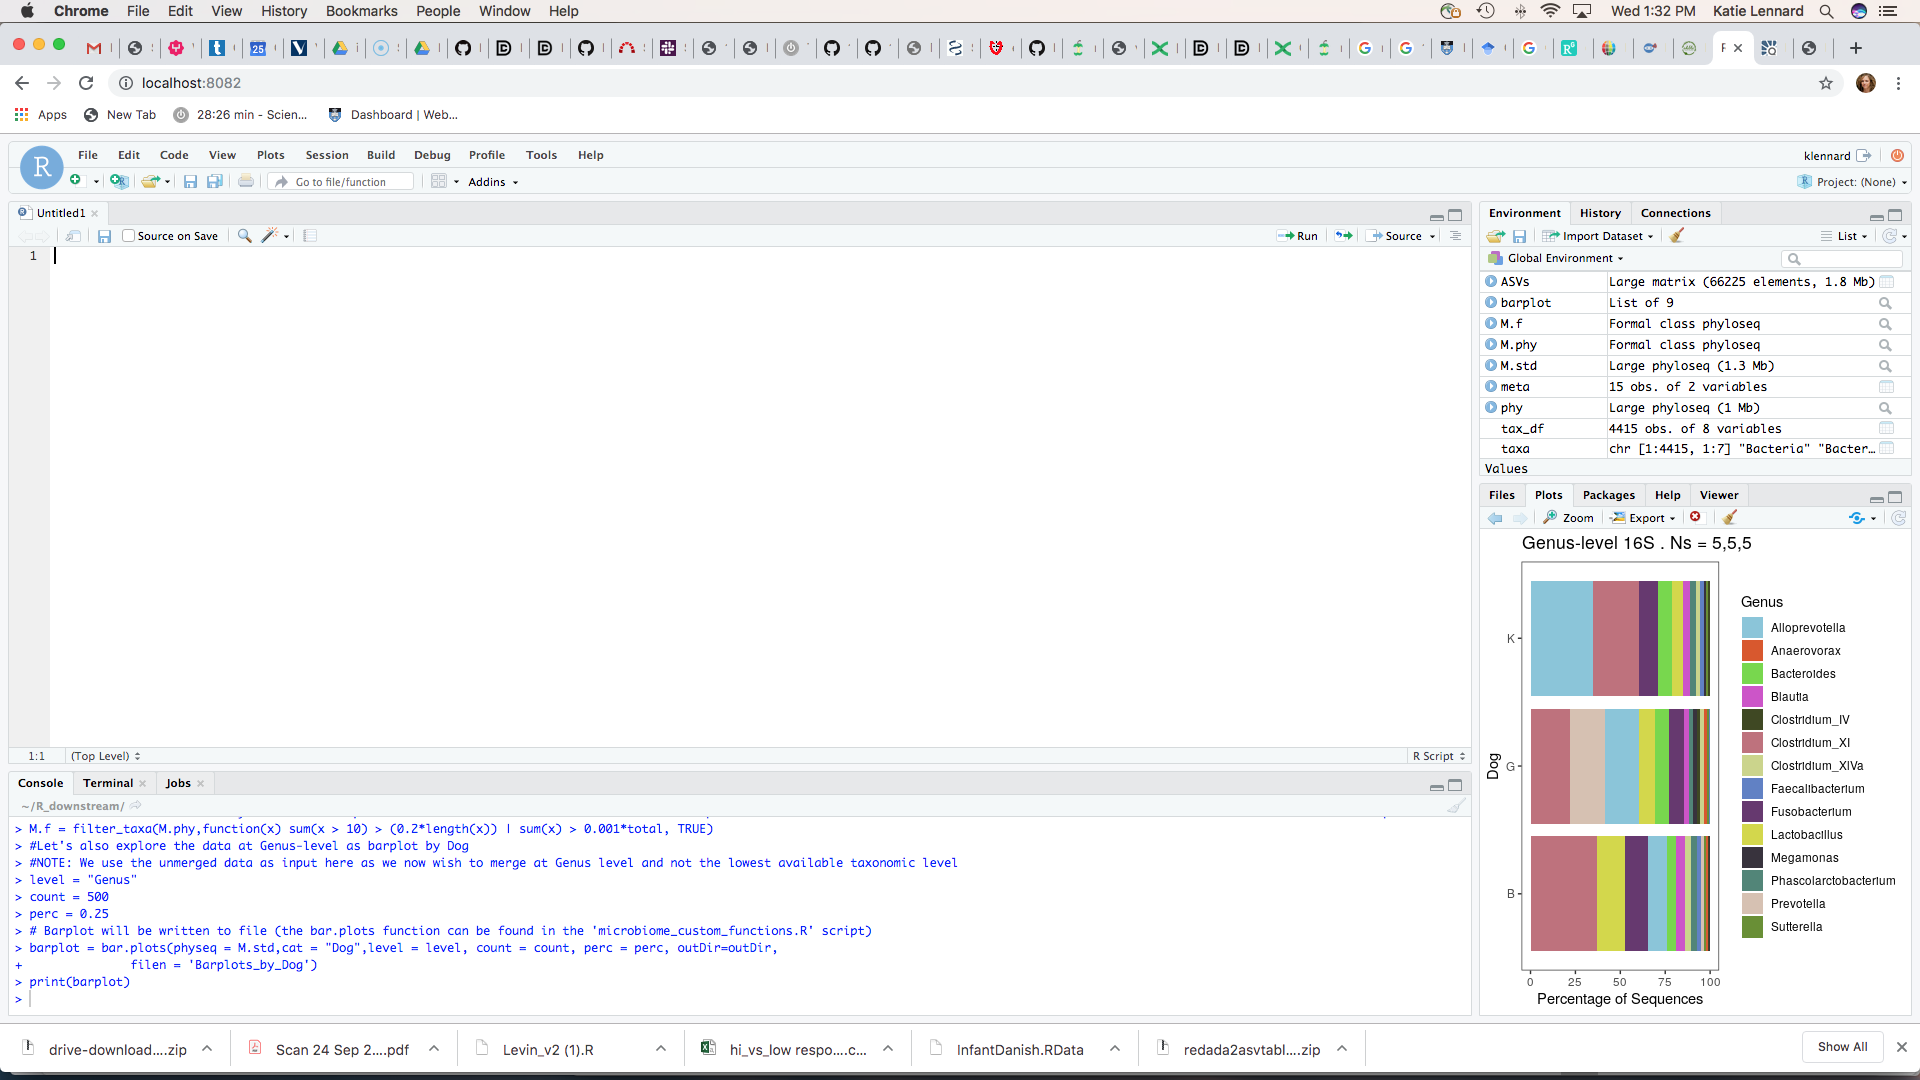 Chrome File Edit View History Bookmarks People Window Help
Wed 1:32 PM Katie Lennard
localhost:8082
Apps New Tab 28:26 min - Scien... Dashboard | Web...
File Edit Code View Plots Session Build Debug Profile Tools Help
klennard
Go to file/function Addins
Project: (None)
Untitled1
Source on Save Run Source
1
1:1 (Top Level) R Script
Console Terminal Jobs
~/R_downstream/
> M.f = filter_taxa(M.phy,function(x) sum(x > 10) > (0.2*length(x)) | sum(x) > 0.001*total, TRUE)
> #Let's also explore the data at Genus-level as barplot by Dog
> #NOTE: We use the unmerged data as input here as we now wish to merge at Genus level and not the lowest available taxonomic level
> level = "Genus"
> count = 500
> perc = 0.25
> # Barplot will be written to file (the bar.plots function can be found in the 'microbiome_custom_functions.R' script)
> barplot = bar.plots(physeq = M.std,cat = "Dog",level = level, count = count, perc = perc, outDir=outDir,
+ filen = 'Barplots_by_Dog')
> print(barplot)
>
Environment History Connections
Import Dataset List
Global Environment
ASVs Large matrix (66225 elements, 1.8 Mb)
barplot List of 9
M.f Formal class phyloseq
M.phy Formal class phyloseq
M.std Large phyloseq (1.3 Mb)
meta 15 obs. of 2 variables
phy Large phyloseq (1 Mb)
tax_df 4415 obs. of 8 variables
taxa chr [1:4415, 1:7] "Bacteria" "Bacter...
Values
Files Plots Packages Help Viewer
Zoom Export
Genus-level 16S . Ns = 5,5,5
K
G
B
Dog
0 25 50 75 100
Percentage of Sequences
Genus
Alloprevotella
Anaerovorax
Bacteroides
Blautia
Clostridium_IV
Clostridium_XI
Clostridium_XIVa
Faecalibacterium
Fusobacterium
Lactobacillus
Megamonas
Phascolarctobacterium
Prevotella
Sutterella
drive-download....zip Scan 24 Sep 2....pdf Levin_v2 (1).R hi_vs_low respo....c... InfantDanish.RData redada2asvtabl....zip Show All